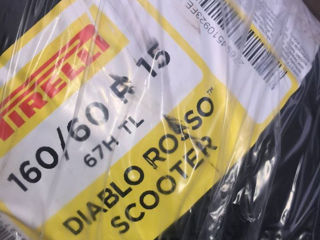 PIRELLI
160/60 R 15
67H TL
DIABLO ROSSO™
SCOOTER